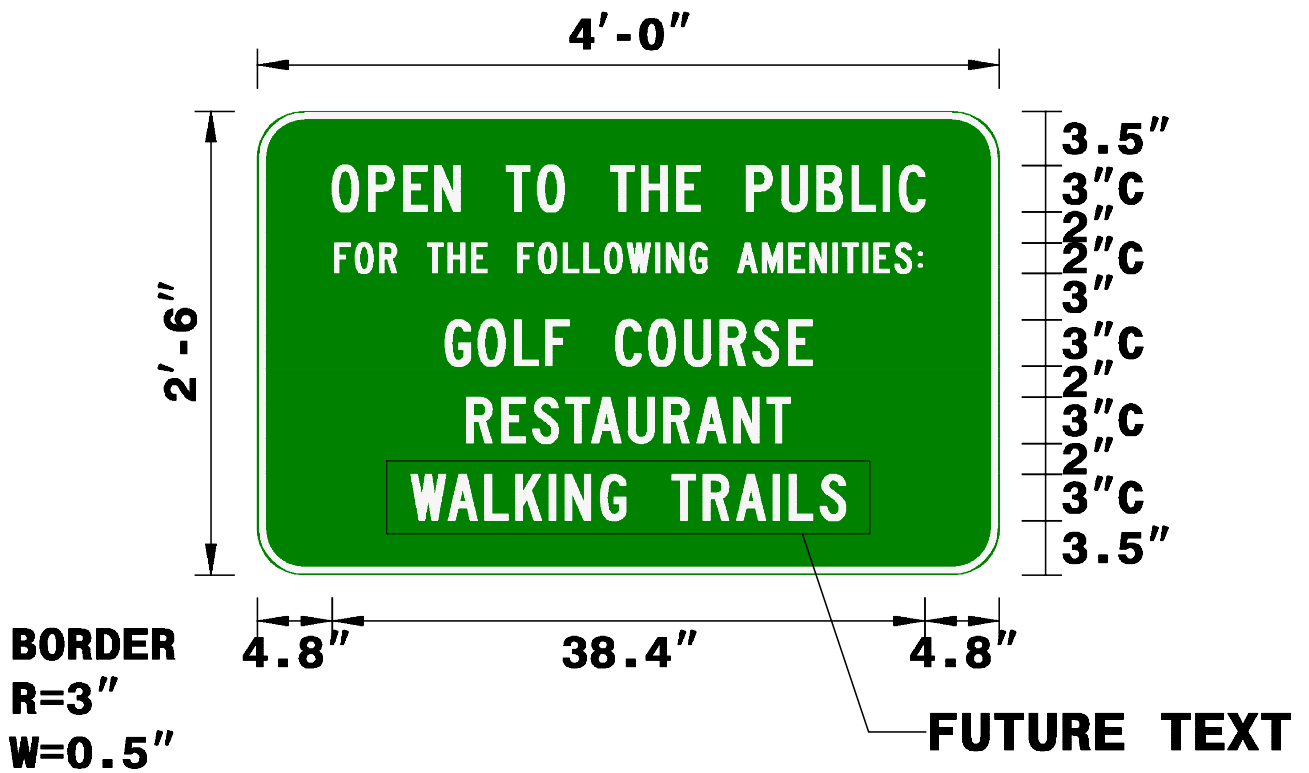 4'-0"
2'-6"
OPEN TO THE PUBLIC
FOR THE FOLLOWING AMENITIES:
GOLF COURSE
RESTAURANT
WALKING TRAILS
3.5"
3"C
2"
2"C
3"
3"C
2"
3"C
2"
3"C
3.5"
4.8"
38.4"
4.8"
BORDER
R=3"
W=0.5"
FUTURE TEXT